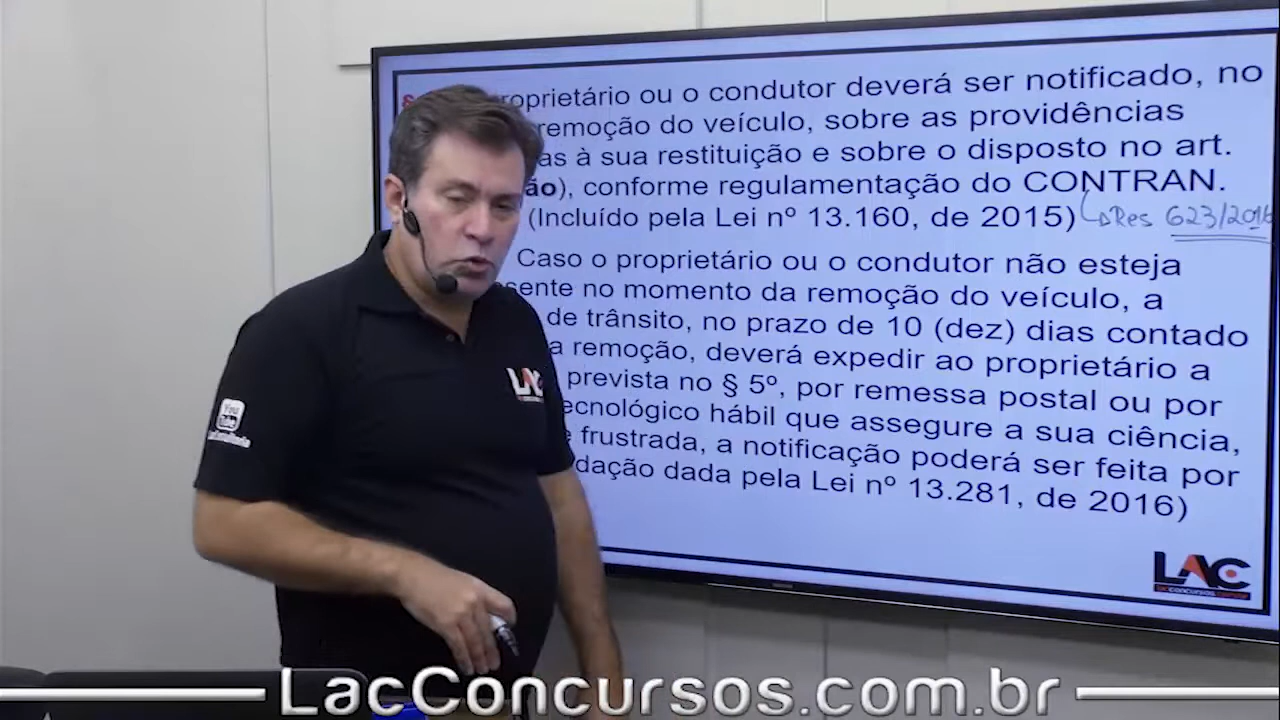 roprietário ou o condutor deverá ser notificado, no
remoção do veículo, sobre as providências
as à sua restituição e sobre o disposto no art.
ão), conforme regulamentação do CONTRAN.
(Incluído pela Lei nº 13.160, de 2015)
Res 623/2016
Caso o proprietário ou o condutor não esteja
sente no momento da remoção do veículo, a
de trânsito, no prazo de 10 (dez) dias contado
a remoção, deverá expedir ao proprietário a
prevista no § 5º, por remessa postal ou por
ecnológico hábil que assegure a sua ciência,
e frustrada, a notificação poderá ser feita por
dação dada pela Lei nº 13.281, de 2016)
LAC
You
Tube
LAC
LacConcursos.com.br